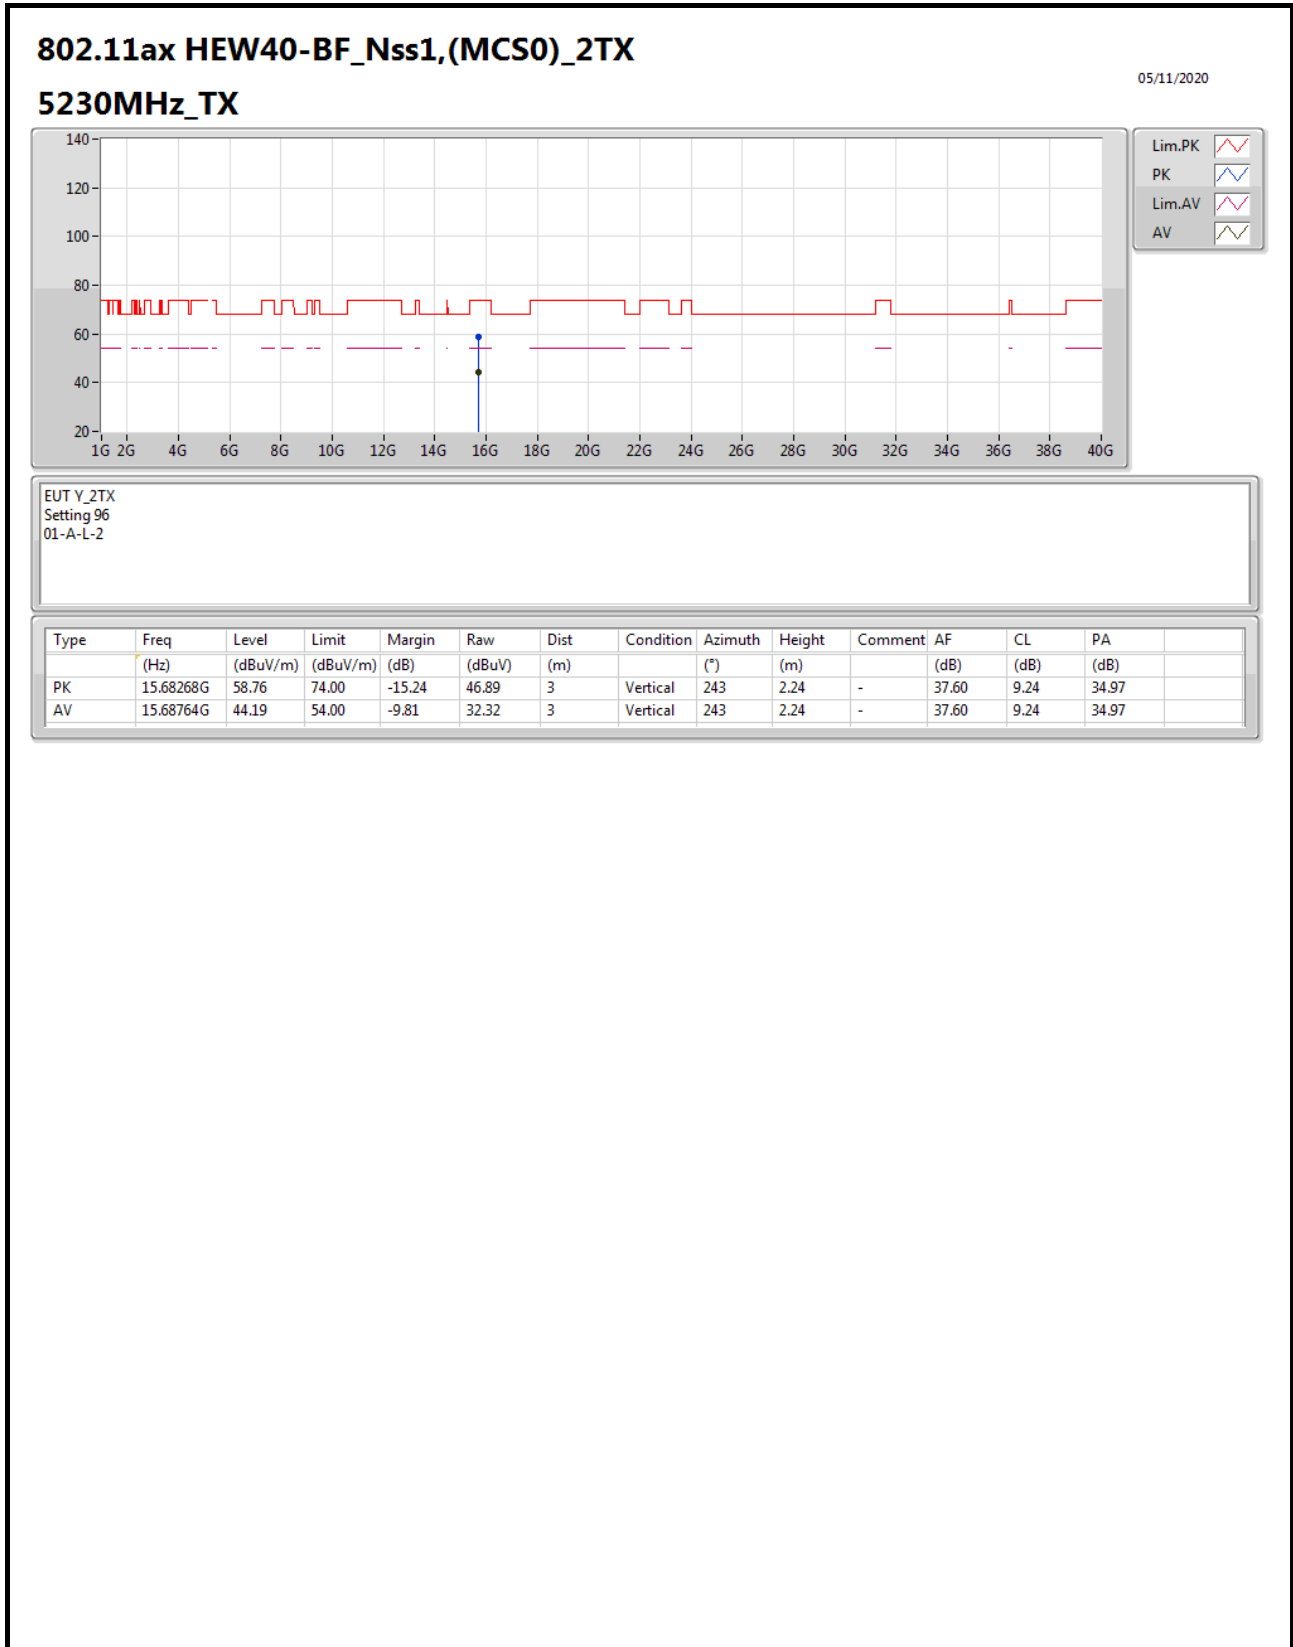 802.11ax HEW40-BF_Nss1,(MCS0)_2TX
05/11/2020
5230MHz_TX
140
120
100
80
60
40
20
1G 2G 4G 6G 8G 10G 12G 14G 16G 18G 20G 22G 24G 26G 28G 30G 32G 34G 36G 38G 40G
Lim.PK
PK
Lim.AV
AV
EUT Y_2TX
Setting 96
01-A-L-2
Type Freq Level Limit Margin Raw Dist Condition Azimuth Height Comment AF CL PA
(Hz) (dBuV/m) (dBuV/m) (dB) (dBuV) (m) (°) (m) (dB) (dB) (dB)
PK 15.68268G 58.76 74.00 -15.24 46.89 3 Vertical 243 2.24 - 37.60 9.24 34.97
AV 15.68764G 44.19 54.00 -9.81 32.32 3 Vertical 243 2.24 - 37.60 9.24 34.97